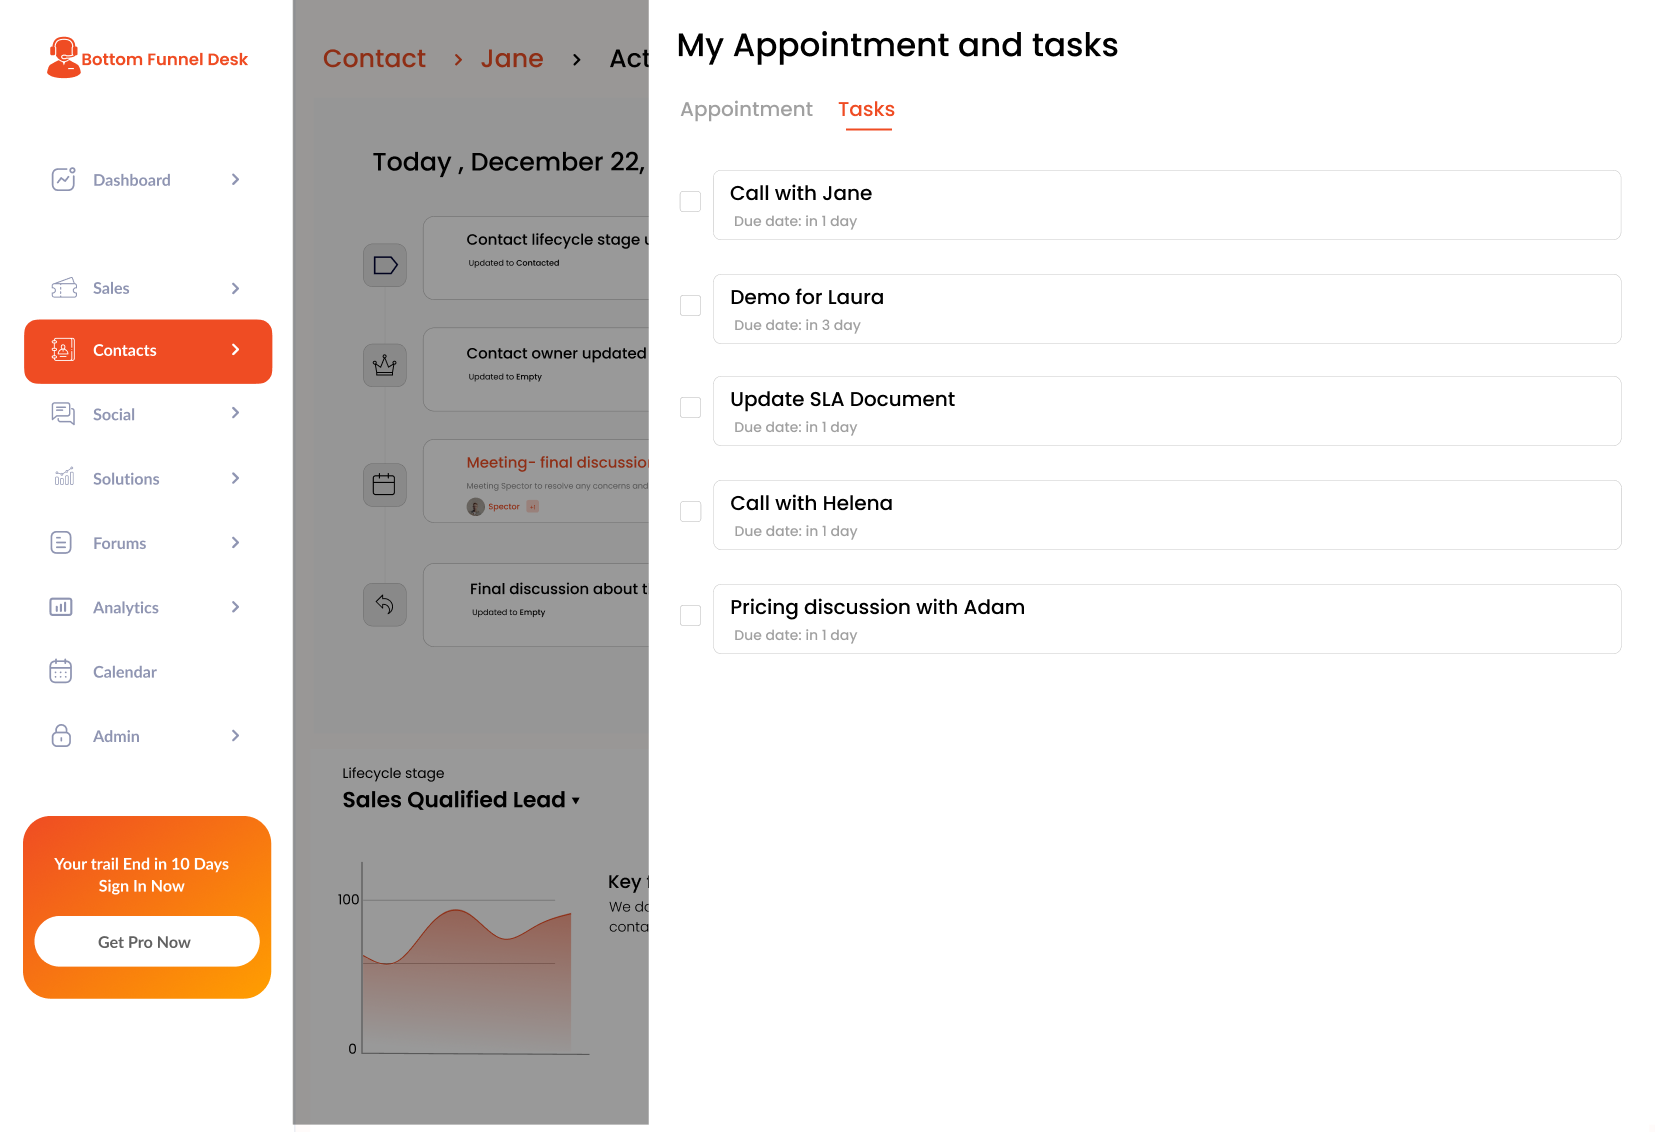 Bottom Funnel Desk
Dashboard
Sales
Contacts
Social
Solutions
Forums
Analytics
Calendar
Admin
Your trail End in 10 Days
Sign In Now
Get Pro Now
Contact > Jane >
Today , December 22,
Contact lifecycle stage
Updated to Contacted
Contact owner updated
Updated to Empty
Meeting- final discussion
Meeting Spector to resolve any concerns and
Spector +1
Final discussion about
Updated to Empty
Lifecycle stage
Sales Qualified Lead
100
0
Key
We
My Appointment and tasks
Appointment
Tasks
Call with Jane
Due date: in 1 day
Demo for Laura
Due date: in 3 day
Update SLA Document
Due date: in 1 day
Call with Helena
Due date: in 1 day
Pricing discussion with Adam
Due date: in 1 day